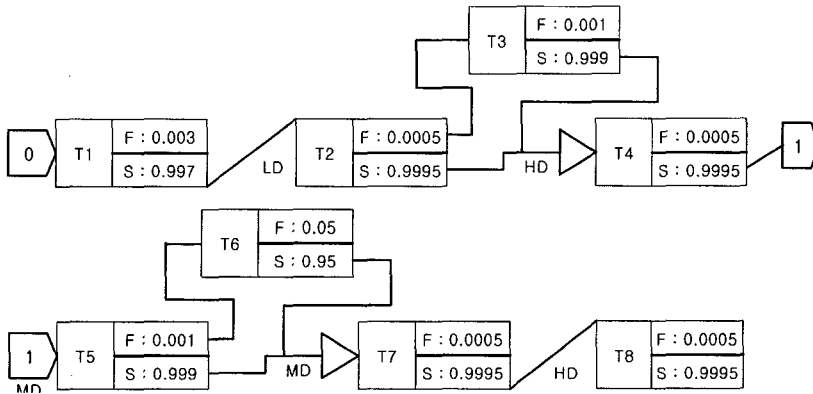 T3
F : 0.001
S : 0.999
0
T1
F : 0.003
S : 0.997
LD
T2
F : 0.0005
S : 0.9995
HD
T4
F : 0.0005
S : 0.9995
1
T6
F : 0.05
S : 0.95
1
MD
T5
F : 0.001
S : 0.999
MD
T7
F : 0.0005
S : 0.9995
HD
T8
F : 0.0005
S : 0.9995